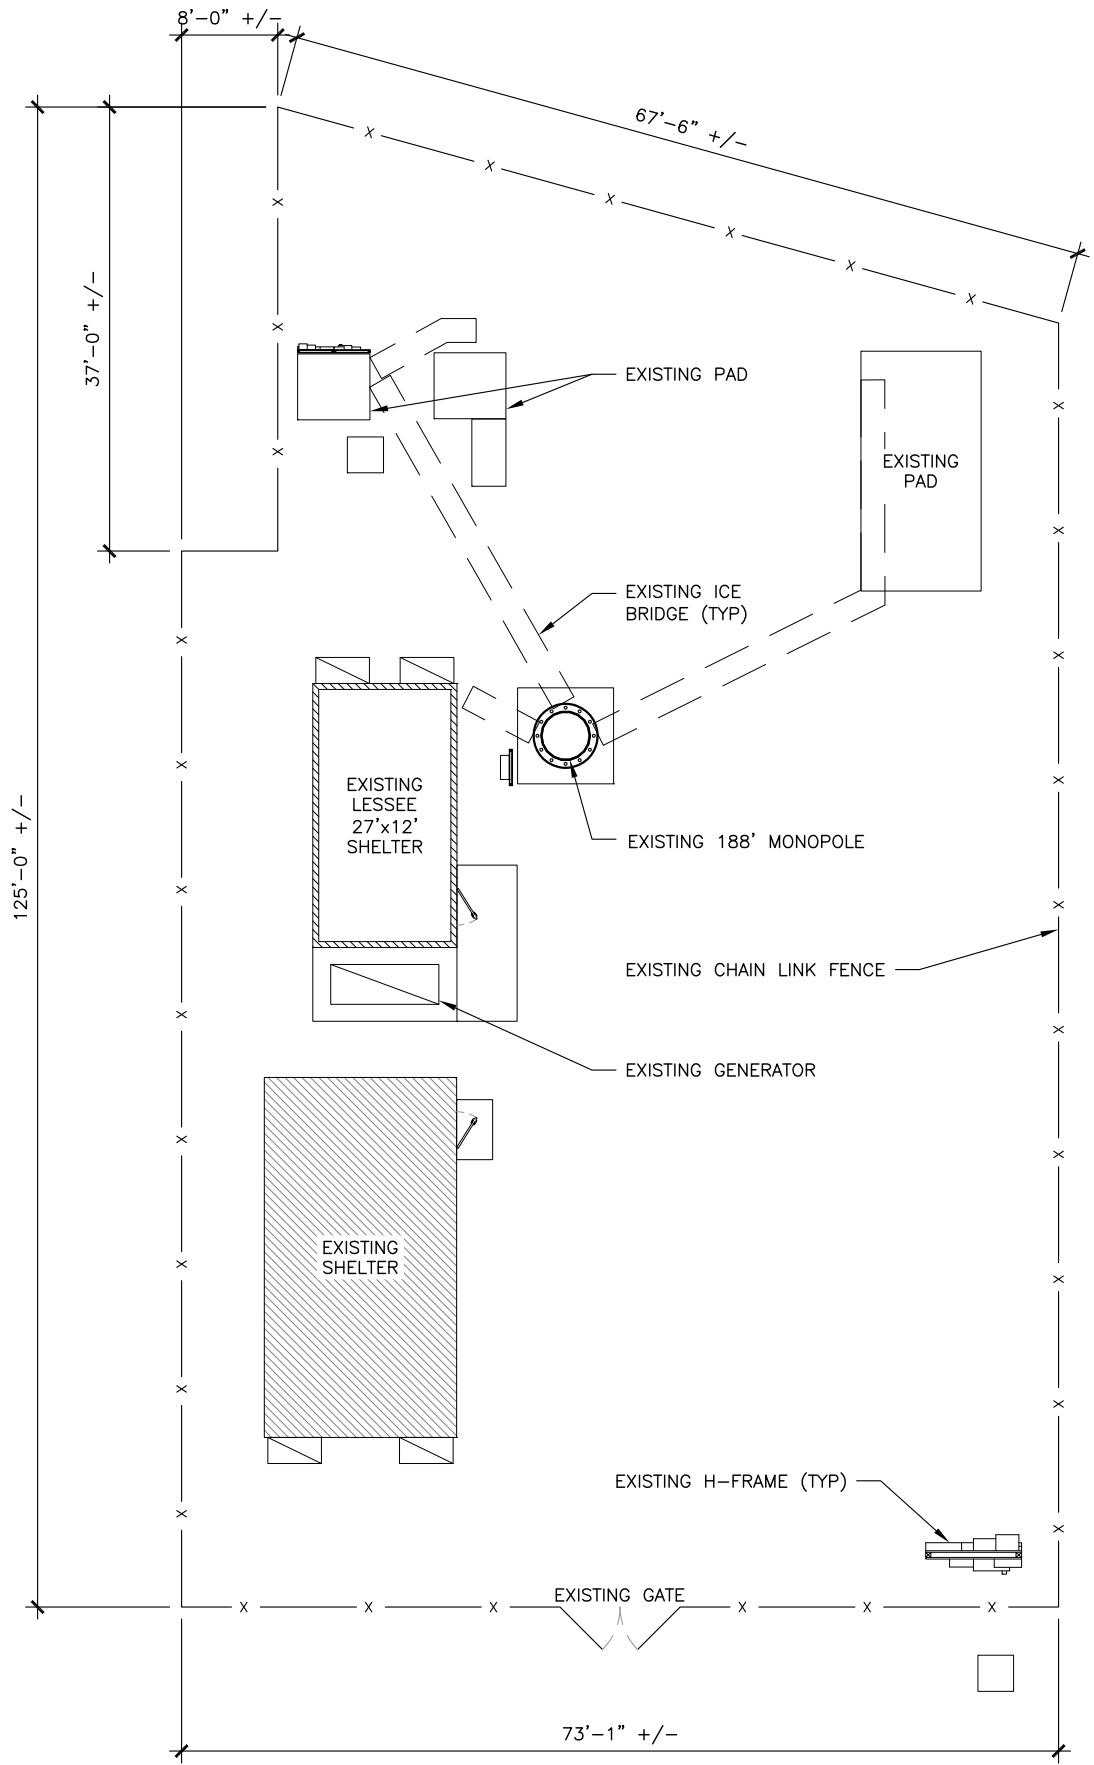 8'-0" +/-
67'-6" +/-
37'-0" +/-
EXISTING PAD
EXISTING
PAD
EXISTING ICE
BRIDGE (TYP)
EXISTING
LESSEE
27'x12'
SHELTER
125'-0" +/-
EXISTING 188' MONOPOLE
EXISTING CHAIN LINK FENCE
EXISTING GENERATOR
EXISTING
SHELTER
EXISTING H-FRAME (TYP)
EXISTING GATE
73'-1" +/-